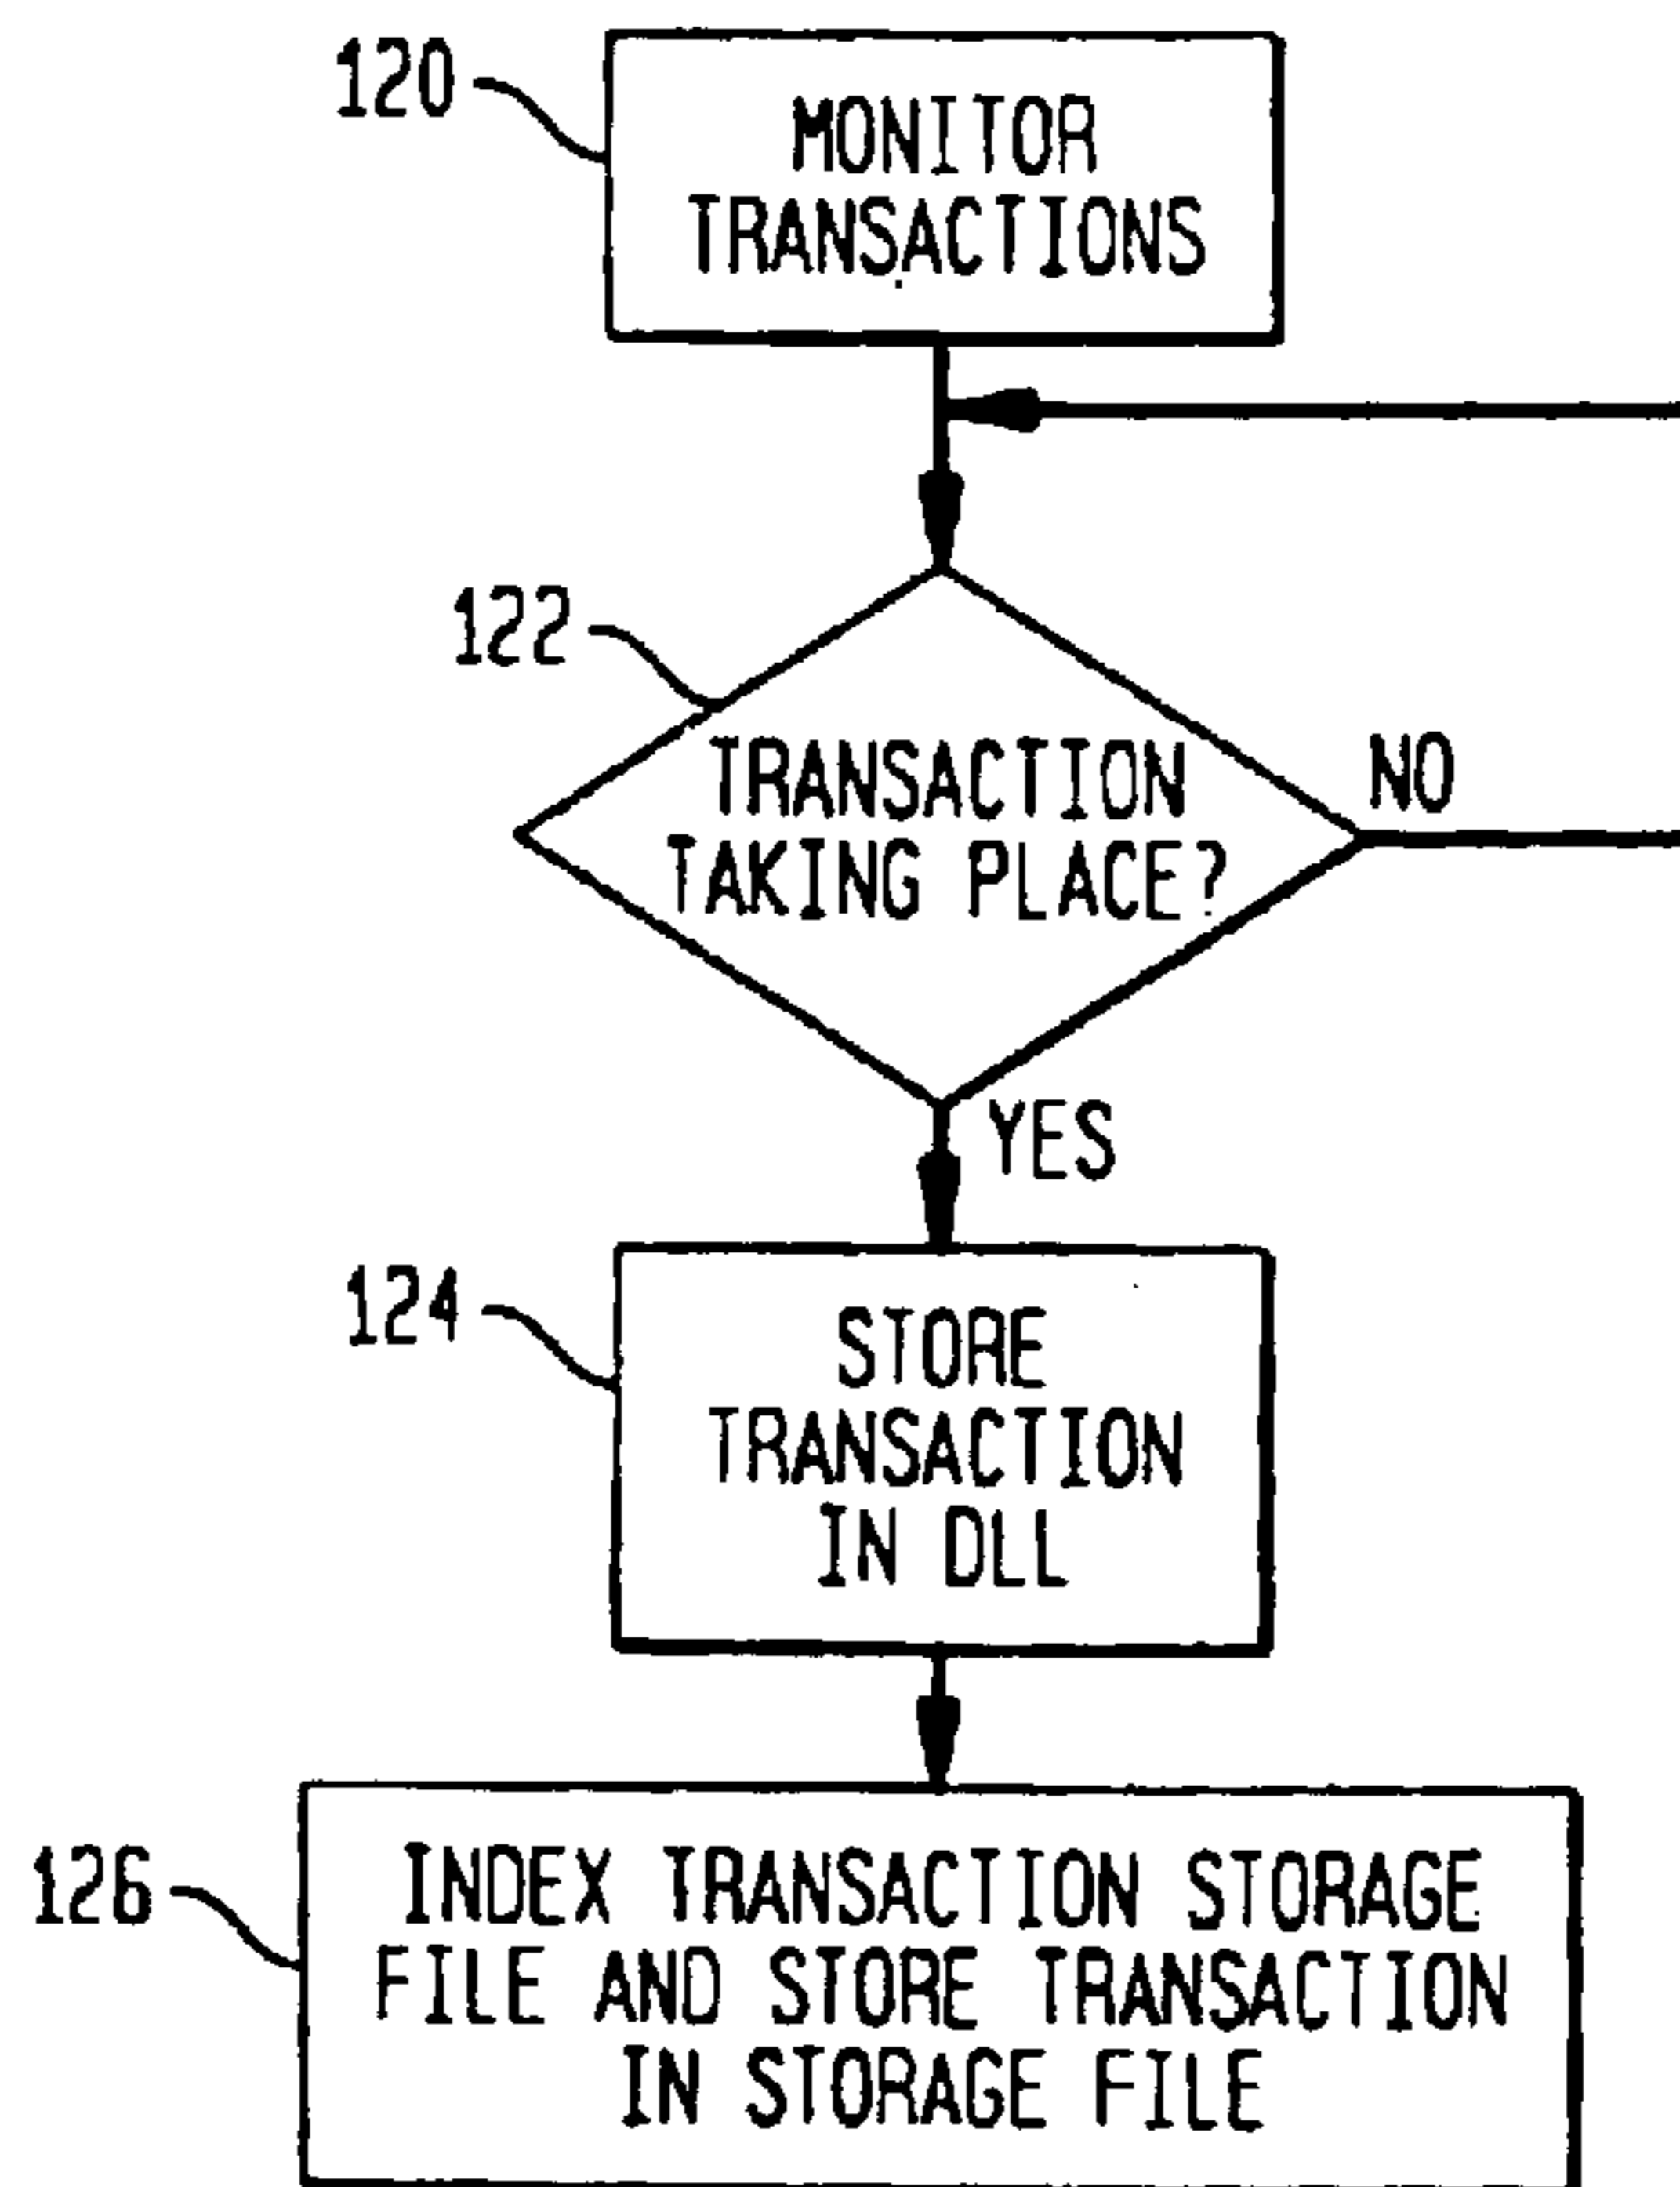 120
MONITOR
TRANSACTIONS
122
TRANSACTION
TAKING PLACE?
NO
YES
124
STORE
TRANSACTION
IN DLL
126
INDEX TRANSACTION STORAGE
FILE AND STORE TRANSACTION
IN STORAGE FILE